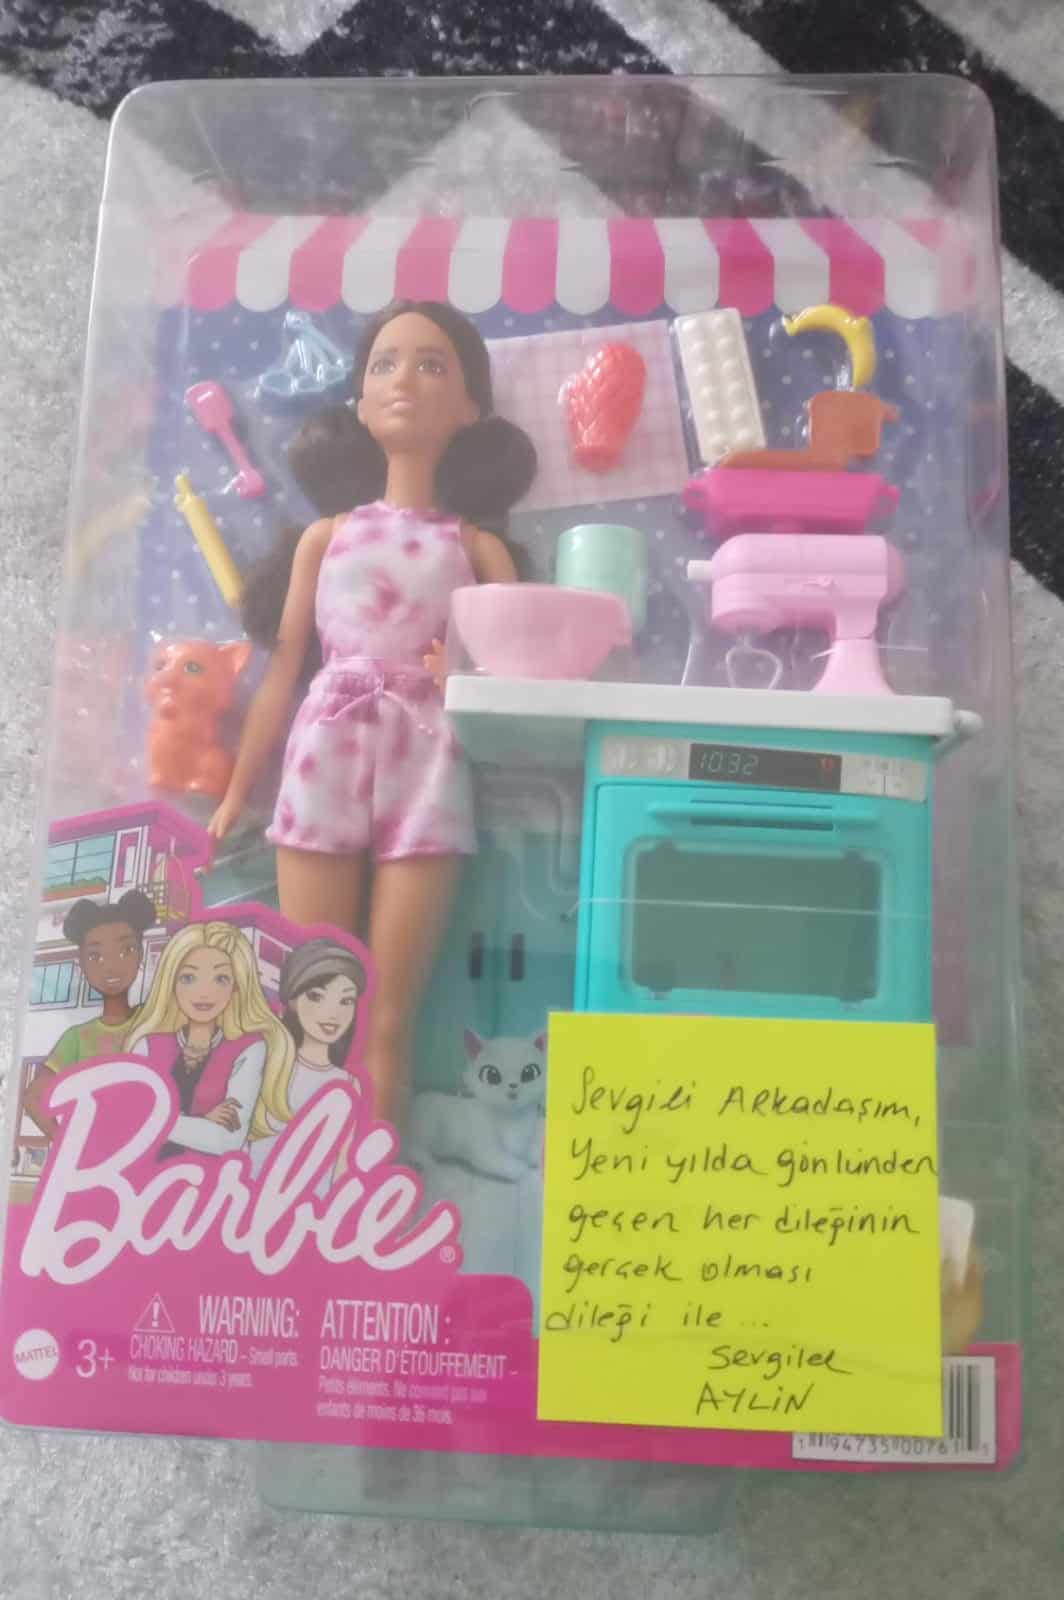 10:32
Sevgili Arkadaşım,
Yeni yılda gönlünden
geçen her dileğinin
gerçek olması
dileği ile ...
Sevgiler
AYLİN
Barbie®
MATTEL
3+
WARNING:
CHOKING HAZARD – Small parts.
Not for children under 3 years.
ATTENTION :
DANGER D'ÉTOUFFEMENT –
Petits éléments. Ne convient pas aux
enfants de moins de 36 mois.